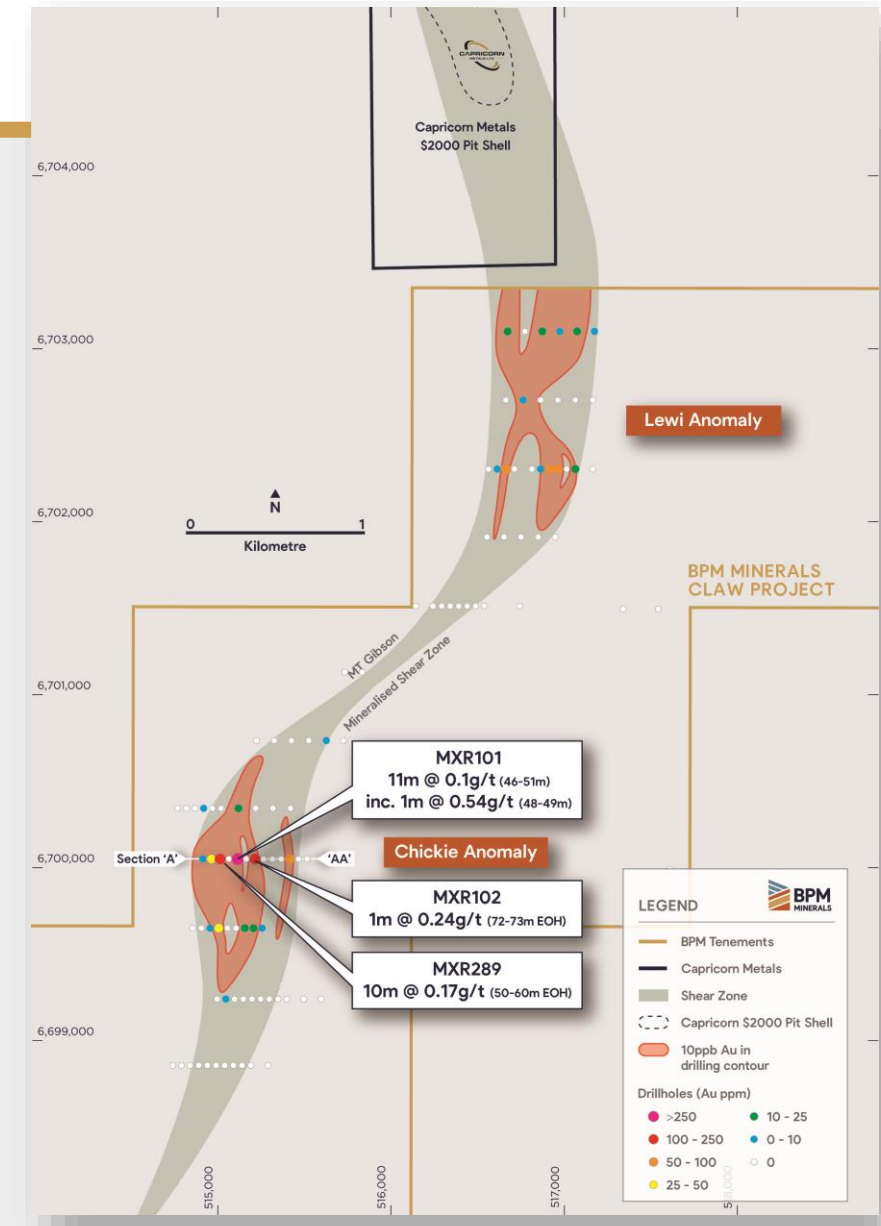 CAPRICORN
METALS LTD
Capricorn Metals
$2000 Pit Shell
6,704,000
6,703,000
Lewi Anomaly
6,702,000
N
0 1
Kilometre
BPM MINERALS
CLAW PROJECT
MT Gibson
Mineralised Shear Zone
6,701,000
MXR101
11m @ 0.1g/t (46-51m)
inc. 1m @ 0.54g/t (48-49m)
6,700,000
Section 'A'
'AA'
Chickie Anomaly
MXR102
1m @ 0.24g/t (72-73m EOH)
MXR289
10m @ 0.17g/t (50-60m EOH)
6,699,000
515,000
516,000
517,000
518,000
LEGEND
BPM
MINERALS
BPM Tenements
Capricorn Metals
Shear Zone
Capricorn $2000 Pit Shell
10ppb Au in
drilling contour
Drillholes (Au ppm)
>250
100 - 250
50 - 100
25 - 50
10 - 25
0 - 10
0